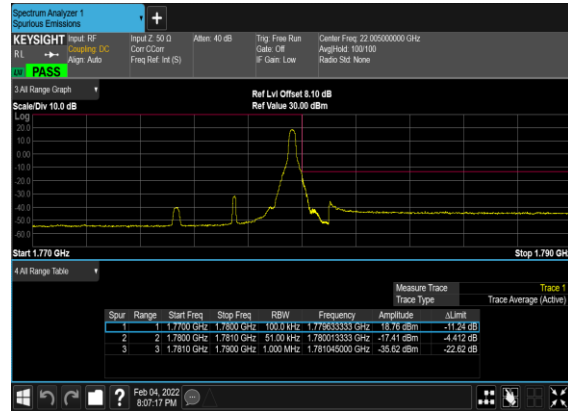 Spectrum Analyzer 1
Spurious Emissions
+
KEYSIGHT Input: RF Input Z: 50 Ω Atten: 40 dB Trig: Free Run Center Freq: 22.005000000 GHz
RL Coupling: DC Corr CCorr Gate: Off Avg|Hold: 100/100
Align: Auto Freq Ref: Int (S) IF Gain: Low Radio Std: None
LW PASS
3 All Range Graph
Ref Lvl Offset 8.10 dB
Scale/Div 10.0 dB Ref Value 30.00 dBm
Log
20.0
10.0
0.00
-10.0
-20.0
-30.0
-40.0
-50.0
-60.0
Start 1.770 GHz Stop 1.790 GHz
4 All Range Table
Measure Trace Trace 1
Trace Type Trace Average (Active)
Spur Range Start Freq Stop Freq RBW Frequency Amplitude ΔLimit
1 1 1.7700 GHz 1.7800 GHz 100.0 kHz 1.779633333 GHz 18.76 dBm -11.24 dB
2 2 1.7800 GHz 1.7810 GHz 51.00 kHz 1.780013333 GHz -17.41 dBm -4.412 dB
3 3 1.7810 GHz 1.7900 GHz 1.000 MHz 1.781045000 GHz -35.62 dBm -22.62 dB
? Feb 04, 2022
8:07:17 PM